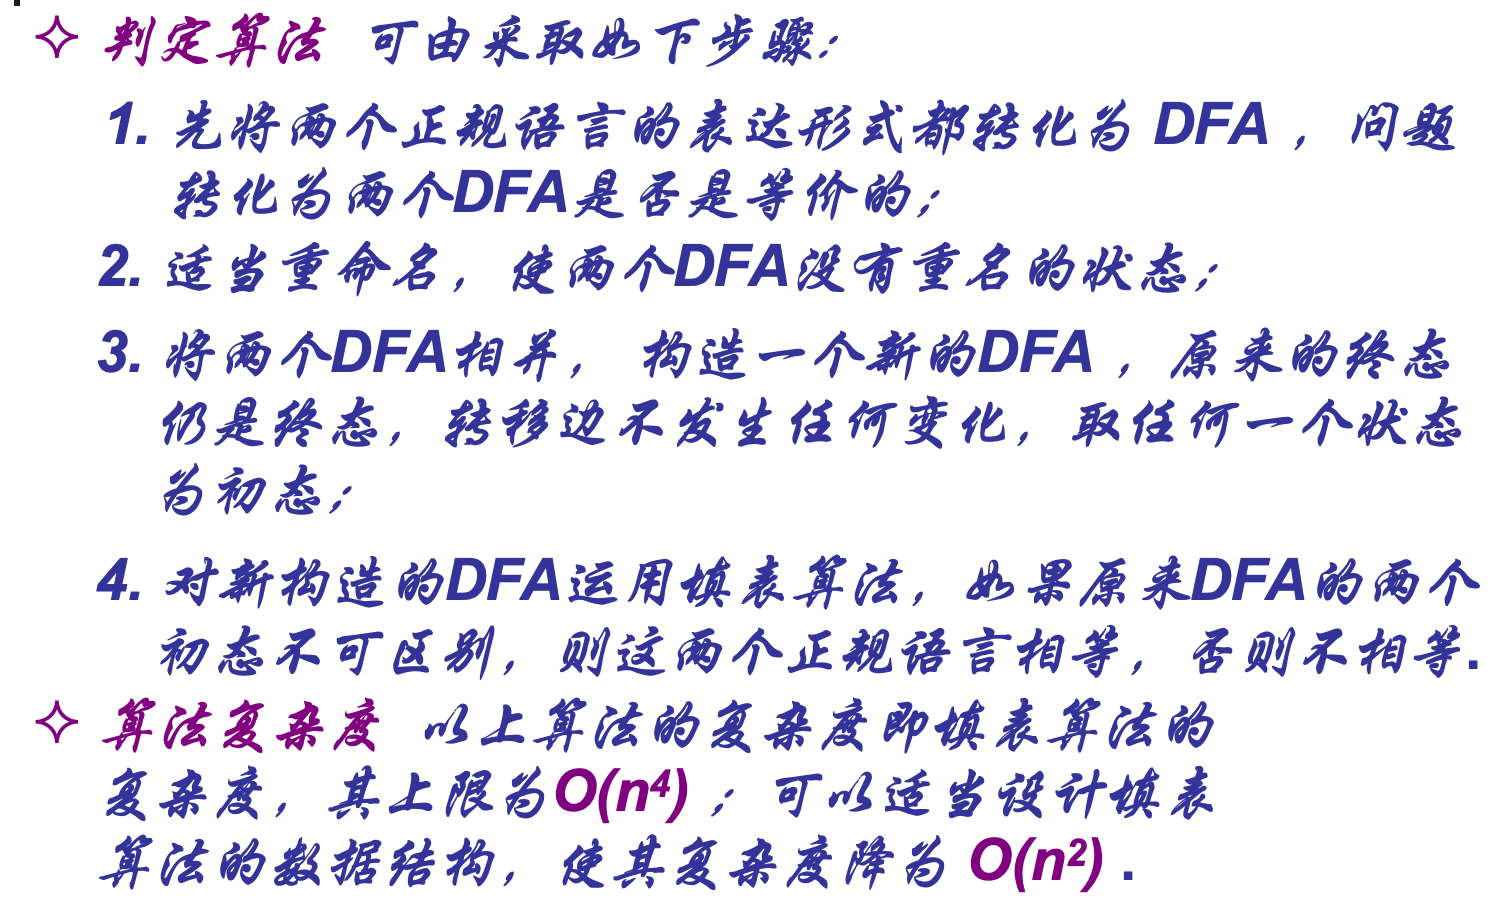 ✧ 判定算法 可由采取如下步骤：
1. 先将两个正规语言的表达形式都转化为 DFA ，问题
转化为两个DFA是否是等价的；
2. 适当重命名，使两个DFA没有重名的状态；
3. 将两个DFA相并， 构造一个新的DFA ，原来的终态
仍是终态，转移边不发生任何变化，取任何一个状态
为初态；
4. 对新构造的DFA运用填表算法，如果原来DFA的两个
初态不可区别，则这两个正规语言相等，否则不相等.
✧ 算法复杂度 以上算法的复杂度即填表算法的
复杂度，其上限为O(n⁴) ；可以适当设计填表
算法的数据结构，使其复杂度降为 O(n²) .